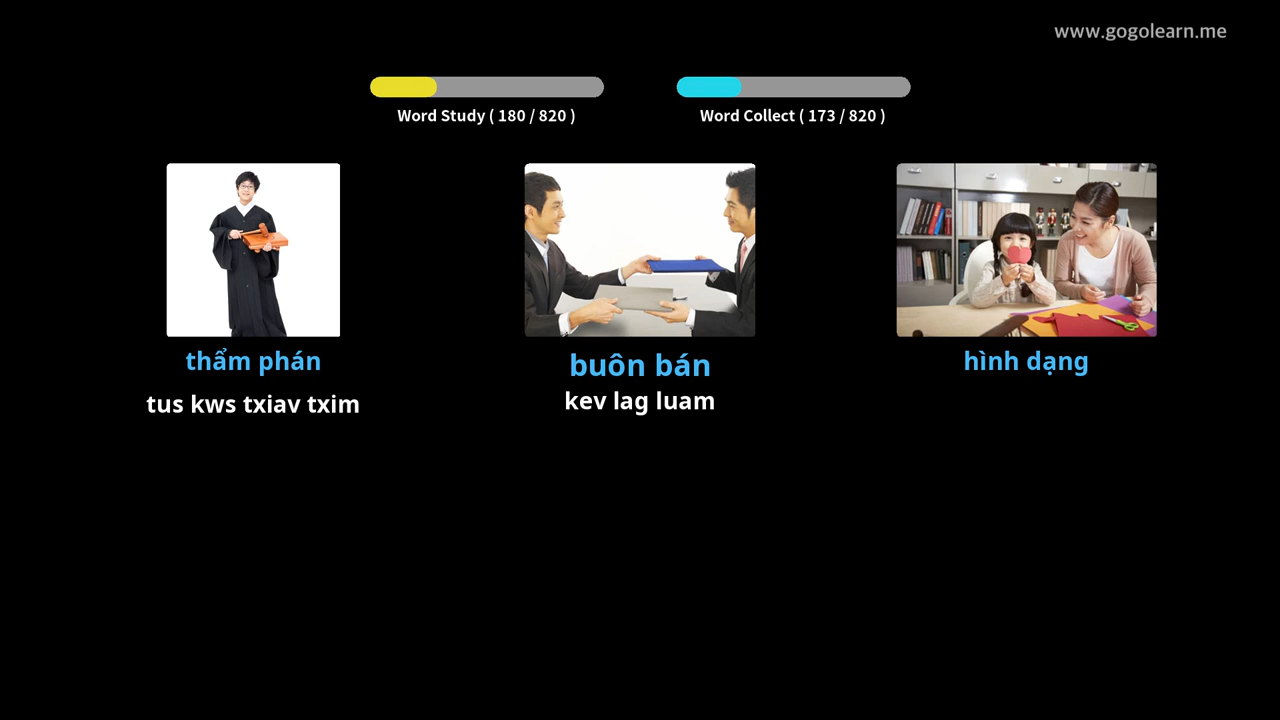 www.gogolearn.me
Word Study ( 180 / 820 )
Word Collect ( 173 / 820 )
thẩm phán
tus kws txiav txim
buôn bán
kev lag luam
hình dạng